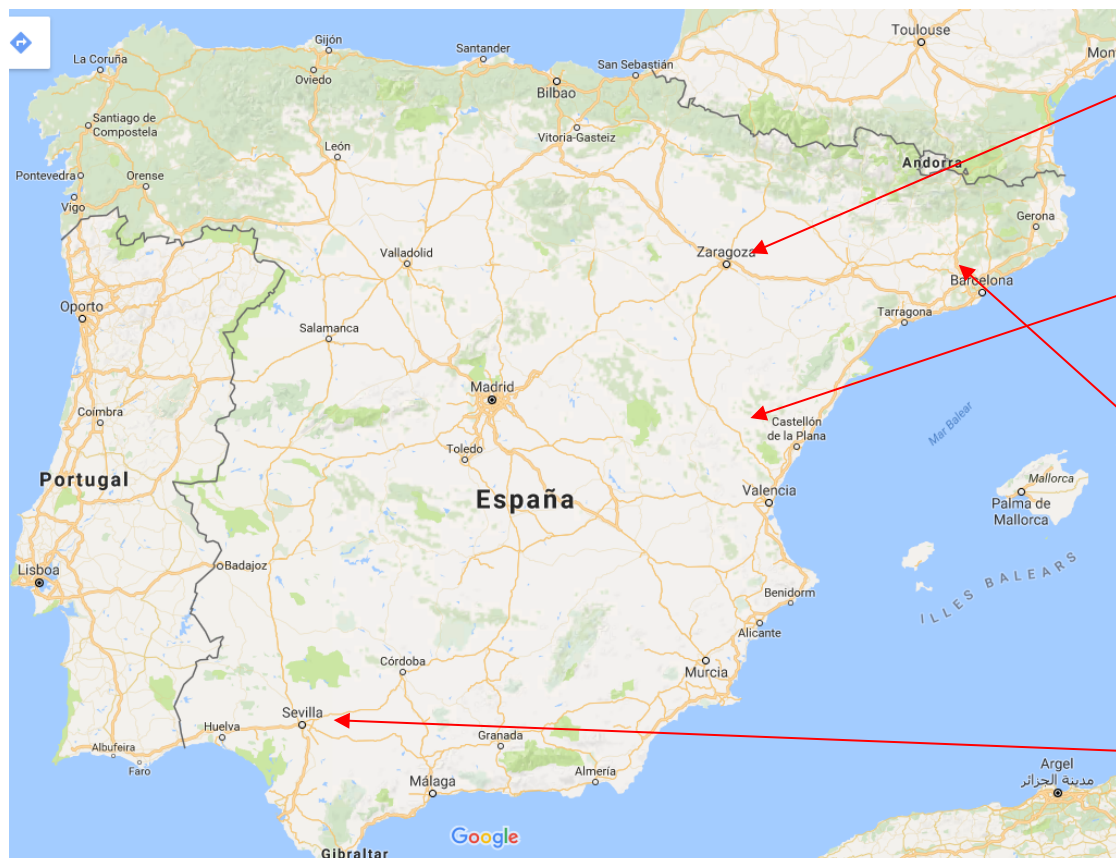 Toulouse
Gijón
La Coruña
Santander
San Sebastián
Mon
Oviedo
Bilbao
Santiago de
Compostela
Vitoria-Gasteiz
León
Andorra
Pontevedra
Orense
Vigo
Gerona
Valladolid
Zaragoza
Barcelona
Oporto
Tarragona
Salamanca
Madrid
Coimbra
Castellón
de la Plana
Mar Balear
Toledo
Portugal
España
Mallorca
Valencia
Palma de
Mallorca
Lisboa
Badajoz
ILLES BALEARS
Benidorm
Alicante
Córdoba
Murcia
Sevilla
Huelva
Granada
Albufeira
Faro
Almería
Málaga
Argel
مدينة الجزائر
Google
Gibraltar